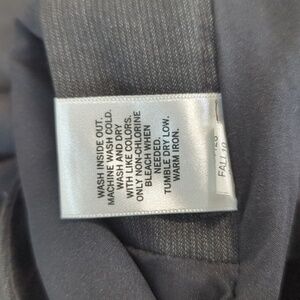 WASH INSIDE OUT.
MACHINE WASH COLD.
WASH AND DRY
WITH LIKE COLORS.
ONLY NON-CHLORINE
BLEACH WHEN
NEEDED.
TUMBLE DRY LOW.
WARM IRON.
FALL